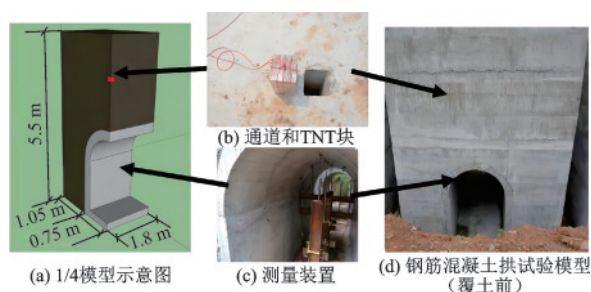 5.5 m
1.05 m
0.75 m
1.8 m
(a) 1/4模型示意图
(b) 通道和TNT块
(c) 测量装置
(d) 钢筋混凝土拱试验模型
（覆土前）